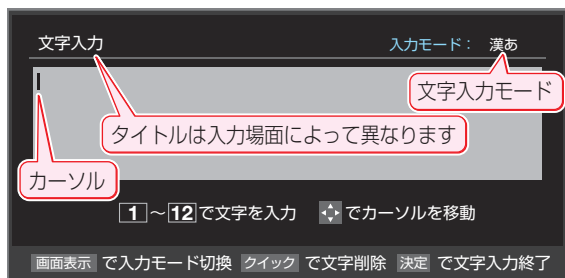 文字入力
入力モード： 漢あ
文字入力モード
タイトルは入力場面によって異なります
カーソル
1～12で文字を入力 でカーソルを移動
画面表示 で入力モード切換 クイック で文字削除 決定 で文字入力終了